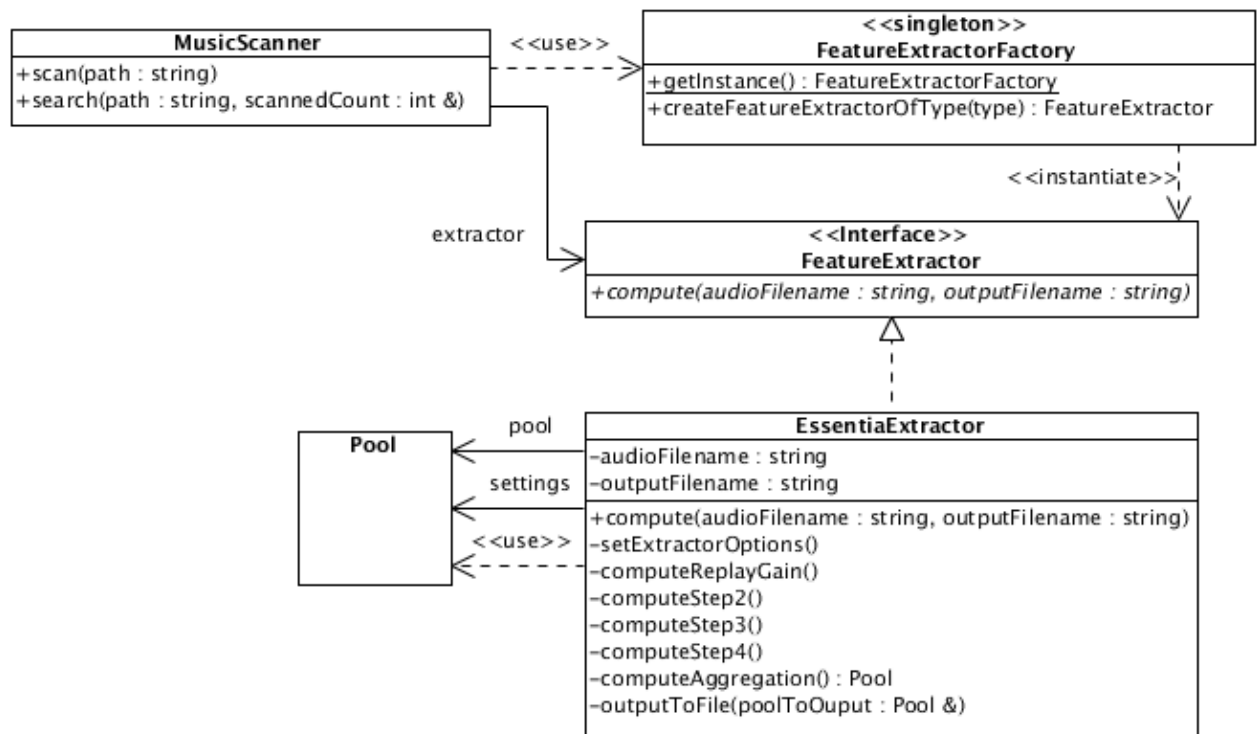 MusicScanner
+scan(path : string)
+search(path : string, scannedCount : int &)
<<use>>
<<singleton>>
FeatureExtractorFactory
+getInstance() : FeatureExtractorFactory
+createFeatureExtractorOfType(type) : FeatureExtractor
<<instantiate>>
extractor
<<Interface>>
FeatureExtractor
+compute(audioFilename : string, outputFilename : string)
Pool
pool
settings
<<use>>
EssentiaExtractor
-audioFilename : string
-outputFilename : string
+compute(audioFilename : string, outputFilename : string)
-setExtractorOptions()
-computeReplayGain()
-computeStep2()
-computeStep3()
-computeStep4()
-computeAggregation() : Pool
-outputToFile(poolToOuput : Pool &)